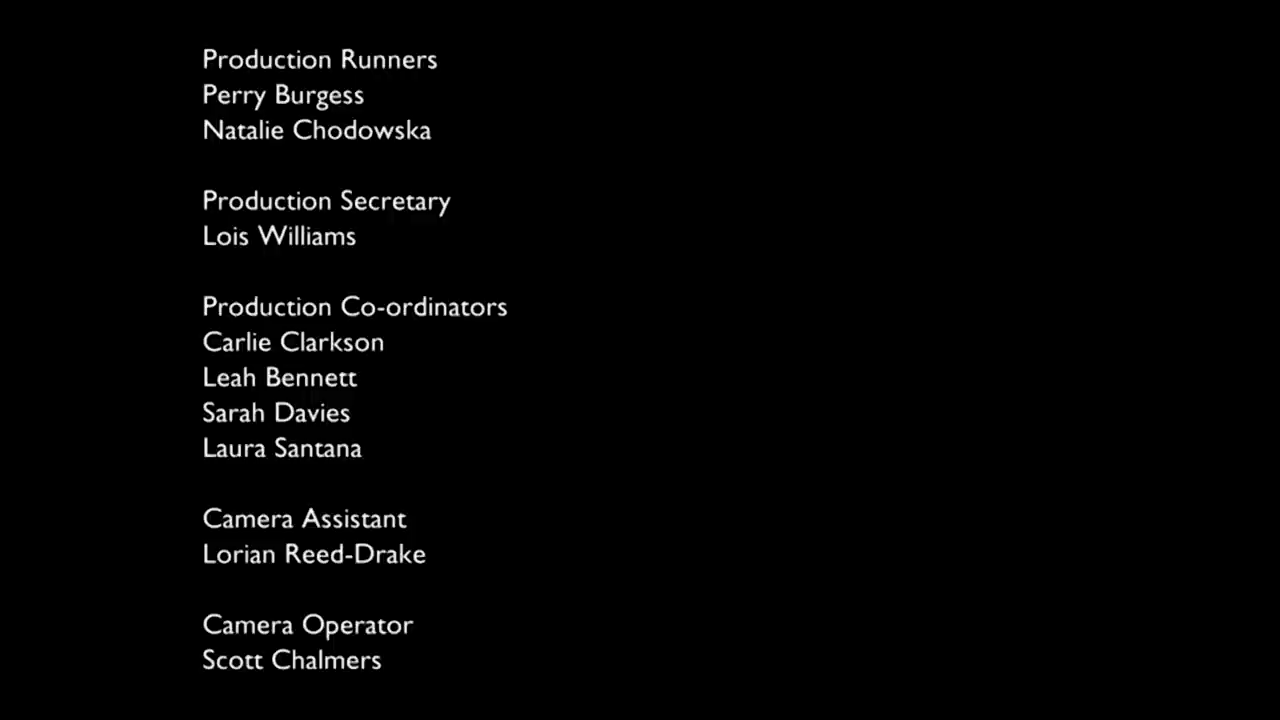 Production Runners
Perry Burgess
Natalie Chodowska
Production Secretary
Lois Williams
Production Co-ordinators
Carlie Clarkson
Leah Bennett
Sarah Davies
Laura Santana
Camera Assistant
Lorian Reed-Drake
Camera Operator
Scott Chalmers